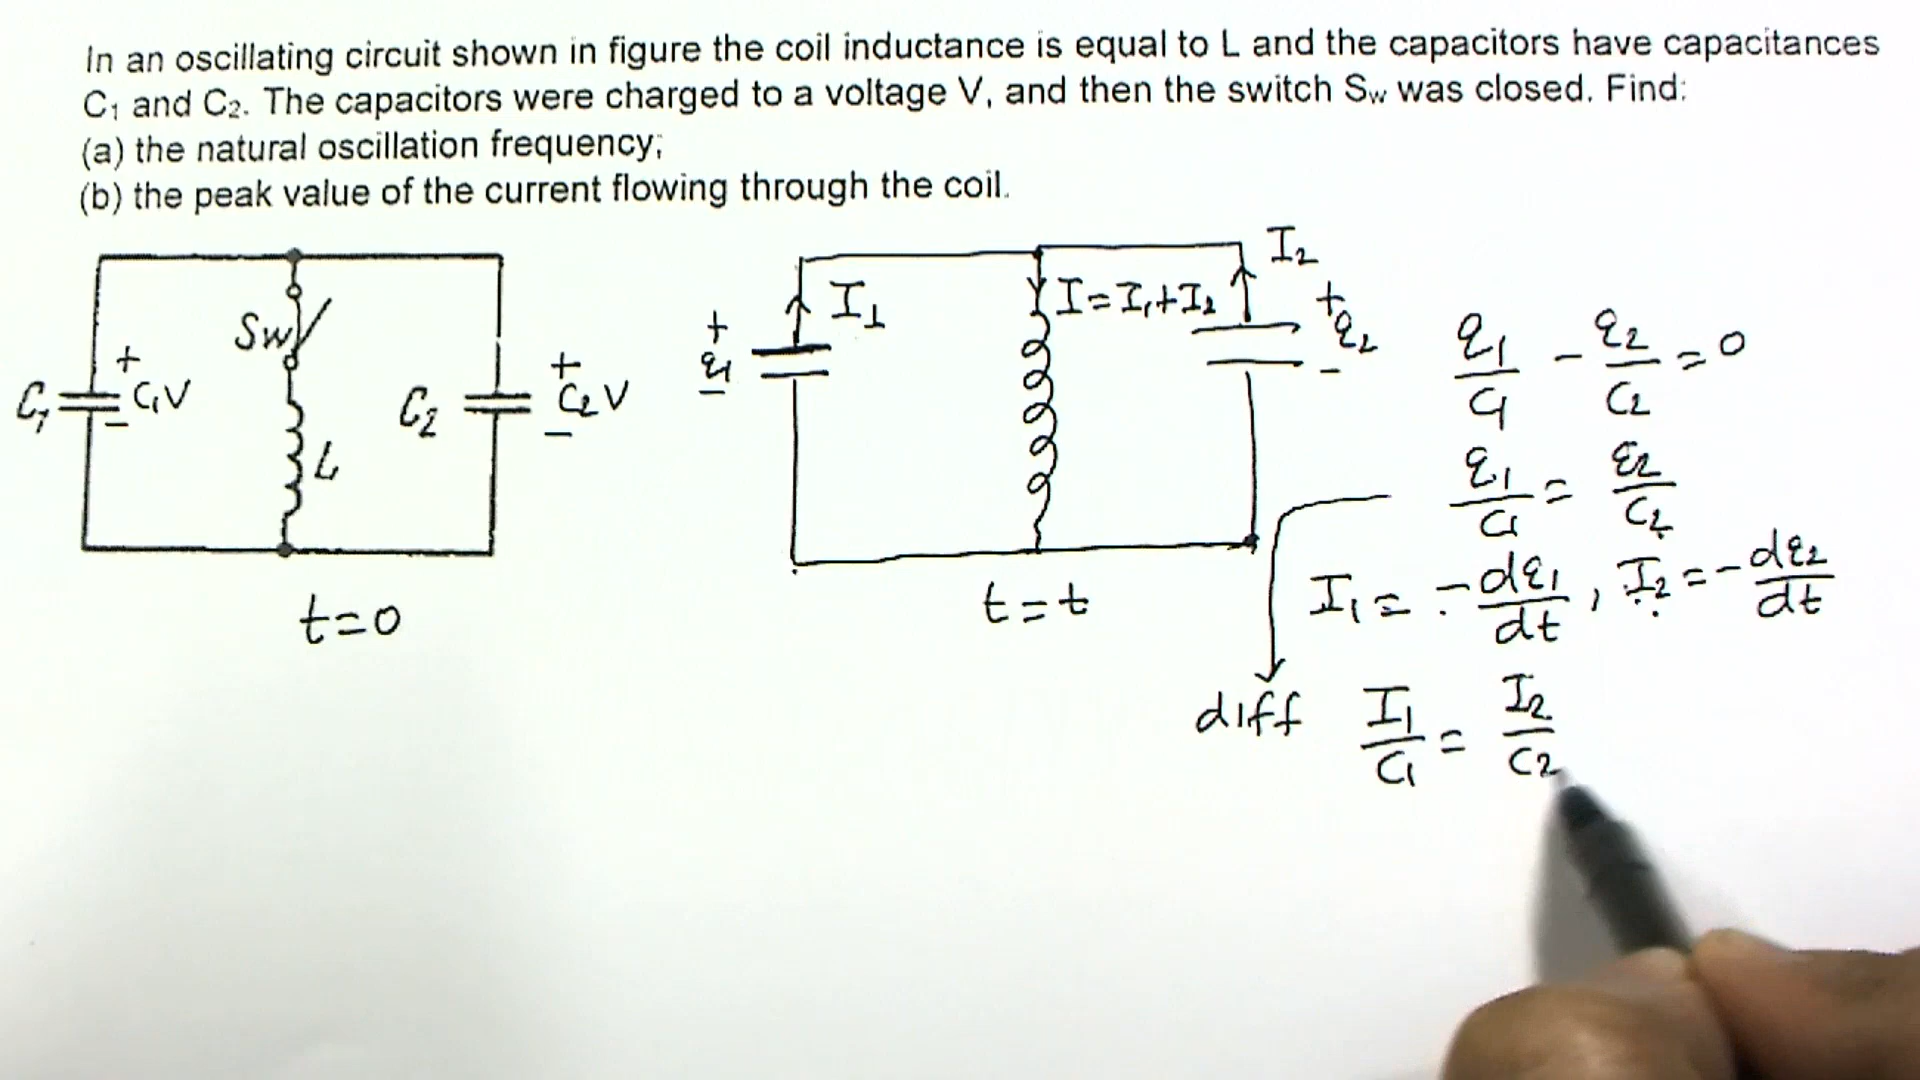 In an oscillating circuit shown in figure the coil inductance is equal to L and the capacitors have capacitances
C₁ and C₂. The capacitors were charged to a voltage V, and then the switch Sw was closed. Find:
(a) the natural oscillation frequency;
(b) the peak value of the current flowing through the coil.
Sw
C₁ + C₁V −
L
C₂ + C₂V −
t=0
I₁
I=I₁+I₂
I₂
+ q₁ −
+ q₂ −
t=t
q₁/C₁ − q₂/C₂ = 0
q₁/C₁ = q₂/C₂
I₁ = −dq₁/dt, I₂ = −dq₂/dt
diff I₁/C₁ = I₂/C₂